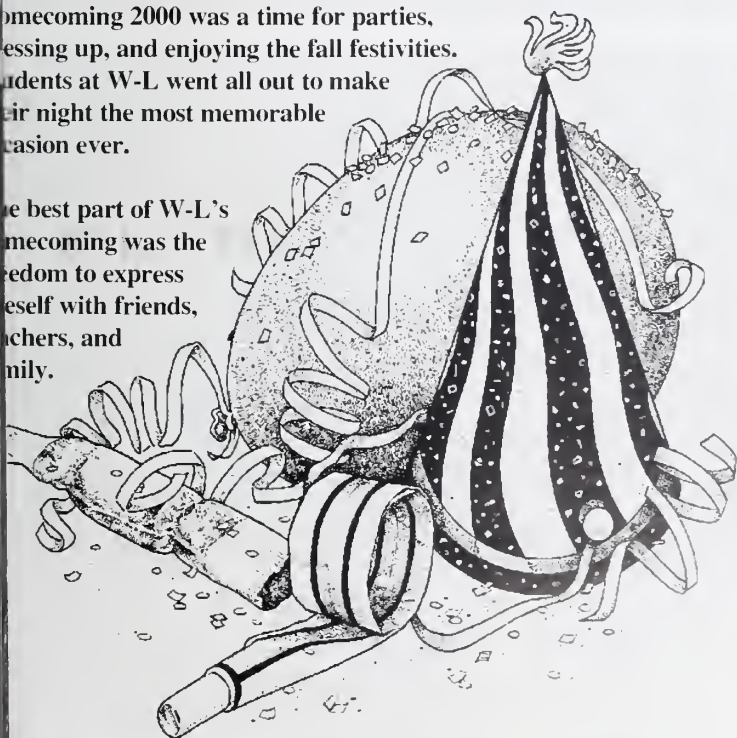 omecoming 2000 was a time for parties,
essing up, and enjoying the fall festivities.
udents at W-L went all out to make
eir night the most memorable
casion ever.
e best part of W-L's
mecoming was the
eedom to express
eself with friends,
achers, and
mily.